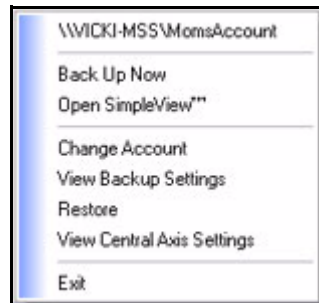 \\VICKI-MSS\MomsAccount
Back Up Now
Open SimpleView™
Change Account
View Backup Settings
Restore
View Central Axis Settings
Exit